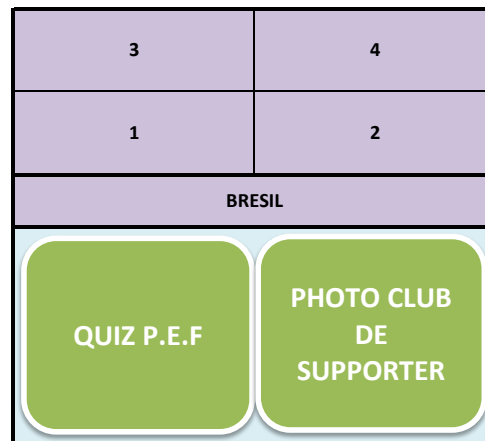 3
4
1
2
BRESIL
QUIZ P.E.F
PHOTO CLUB
DE
SUPPORTER